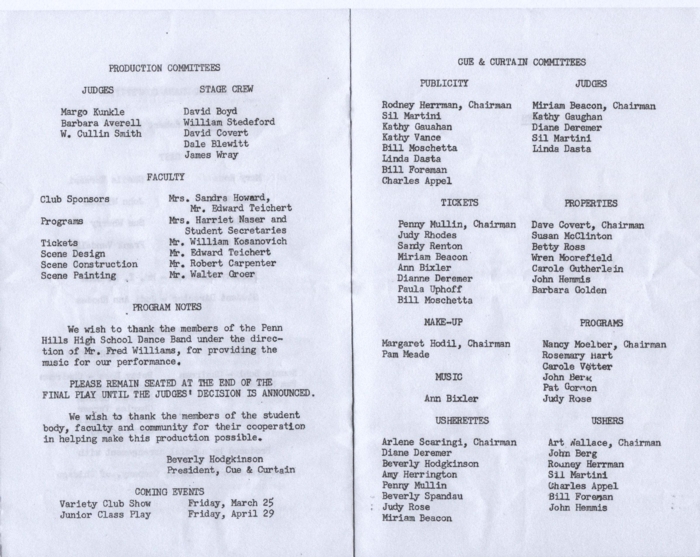 PRODUCTION COMMITTEES
JUDGES
Margo Kunkle
Barbara Averell
W. Cullin Smith
STAGE CREW
David Boyd
William Stedeford
David Covert
Dale Blewitt
James Wray
FACULTY
Club Sponsors Mrs. Sandra Howard,
Mr. Edward Teichert
Programs Mrs. Harriet Naser and
Student Secretaries
Tickets Mr. William Kosanovich
Scene Design Mr. Edward Teichert
Scene Construction Mr. Robert Carpenter
Scene Painting Mr. Walter Groer
PROGRAM NOTES
We wish to thank the members of the Penn
Hills High School Dance Band under the direc-
tion of Mr. Fred Williams, for providing the
music for our performance.
PLEASE REMAIN SEATED AT THE END OF THE
FINAL PLAY UNTIL THE JUDGES' DECISION IS ANNOUNCED.
We wish to thank the members of the student
body, faculty and community for their cooperation
in helping make this production possible.
Beverly Hodgkinson
President, Cue & Curtain
COMING EVENTS
Variety Club Show Friday, March 25
Junior Class Play Friday, April 29
CUE & CURTAIN COMMITTEES
PUBLICITY
Rodney Herrman, Chairman
Sil Martini
Kathy Gauahan
Kathy Vance
Bill Moschetta
Linda Dasta
Bill Foreman
Charles Appel
JUDGES
Miriam Beacon, Chairman
Kathy Gaughan
Diane Deremer
Sil Martini
Linda Dasta
TICKETS
Penny Mullin, Chairman
Judy Rhodes
Sandy Renton
Miriam Beacon
Ann Bixler
Dianne Deremer
Paula Uphoff
Bill Moschetta
PROPERTIES
Dave Covert, Chairman
Susan McClinton
Betty Ross
Wren Moorefield
Carole Gutherlein
John Hemmis
Barbara Golden
MAKE-UP
Margaret Hodil, Chairman
Pam Meade
MUSIC
Ann Bixler
PROGRAMS
Nancy Moelber, Chairman
Rosemary Hart
Carole Vetter
John Berk
Pat Gormon
Judy Rose
USHERETTES
Arlene Scaringi, Chairman
Diane Deremer
Beverly Hodgkinson
Amy Herrington
Penny Mullin
Beverly Spandau
Judy Rose
Miriam Beacon
USHERS
Art Wallace, Chairman
John Berg
Rodney Herrman
Sil Martini
Charles Appel
Bill Foreman
John Hemmis